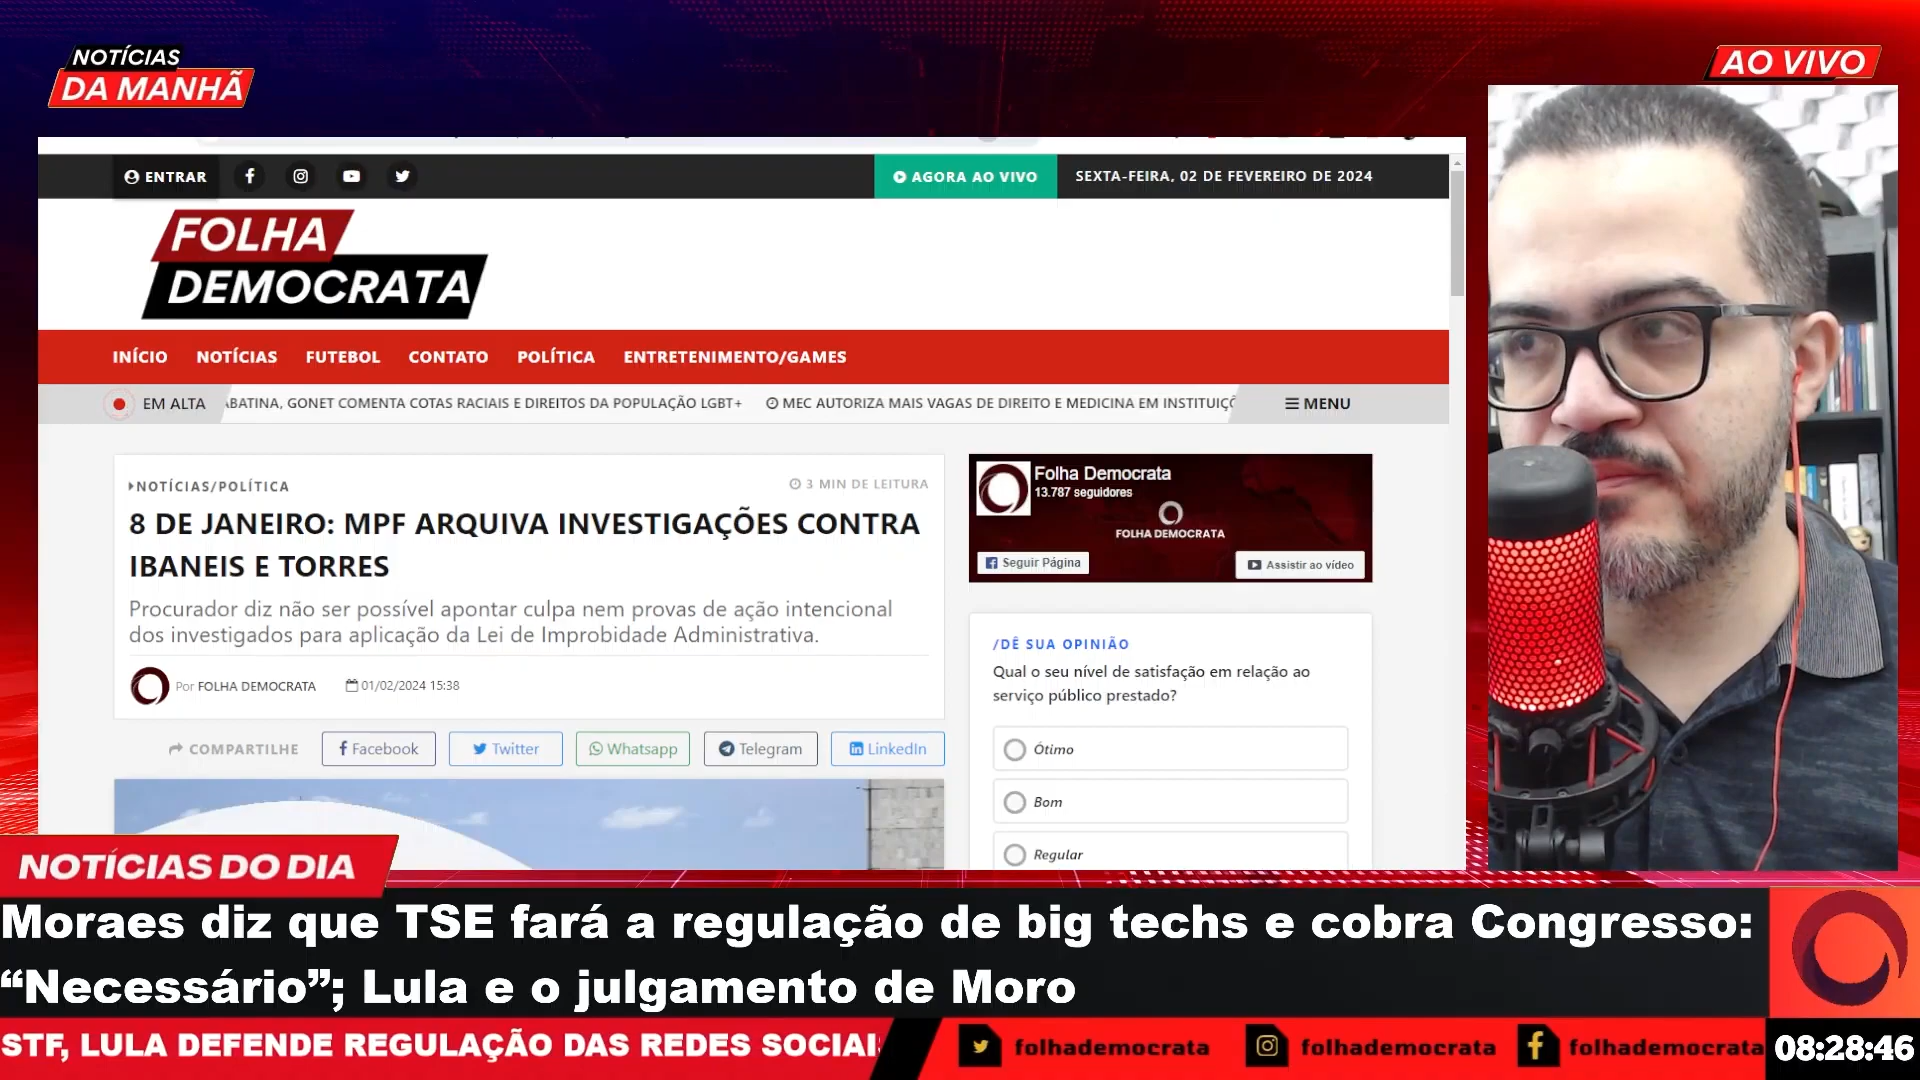 NOTÍCIAS
DA MANHÃ
AO VIVO
ENTRAR
AGORA AO VIVO
SEXTA-FEIRA, 02 DE FEVEREIRO DE 2024
FOLHA
DEMOCRATA
INÍCIO NOTÍCIAS FUTEBOL CONTATO POLÍTICA ENTRETENIMENTO/GAMES
EM ALTA
ABATINA, GONET COMENTA COTAS RACIAIS E DIREITOS DA POPULAÇÃO LGBT+ MEC AUTORIZA MAIS VAGAS DE DIREITO E MEDICINA EM
MENU
NOTÍCIAS/POLÍTICA
3 MIN DE LEITURA
8 DE JANEIRO: MPF ARQUIVA INVESTIGAÇÕES CONTRA
IBANEIS E TORRES
Procurador diz não ser possível apontar culpa nem provas de ação intencional
dos investigados para aplicação da Lei de Improbidade Administrativa.
Por FOLHA DEMOCRATA 01/02/2024 15:38
COMPARTILHE Facebook Twitter Whatsapp Telegram LinkedIn
Folha Democrata
13.787 seguidores
FOLHA DEMOCRATA
Seguir Página
Assistir ao vídeo
/DÊ SUA OPINIÃO
Qual o seu nível de satisfação em relação ao
serviço público prestado?
Ótimo
Bom
Regular
NOTÍCIAS DO DIA
Moraes diz que TSE fará a regulação de big techs e cobra Congresso:
“Necessário”; Lula e o julgamento de Moro
STF, LULA DEFENDE REGULAÇÃO DAS REDES SOCIAI
folhademocrata folhademocrata folhademocrata
08:28:46